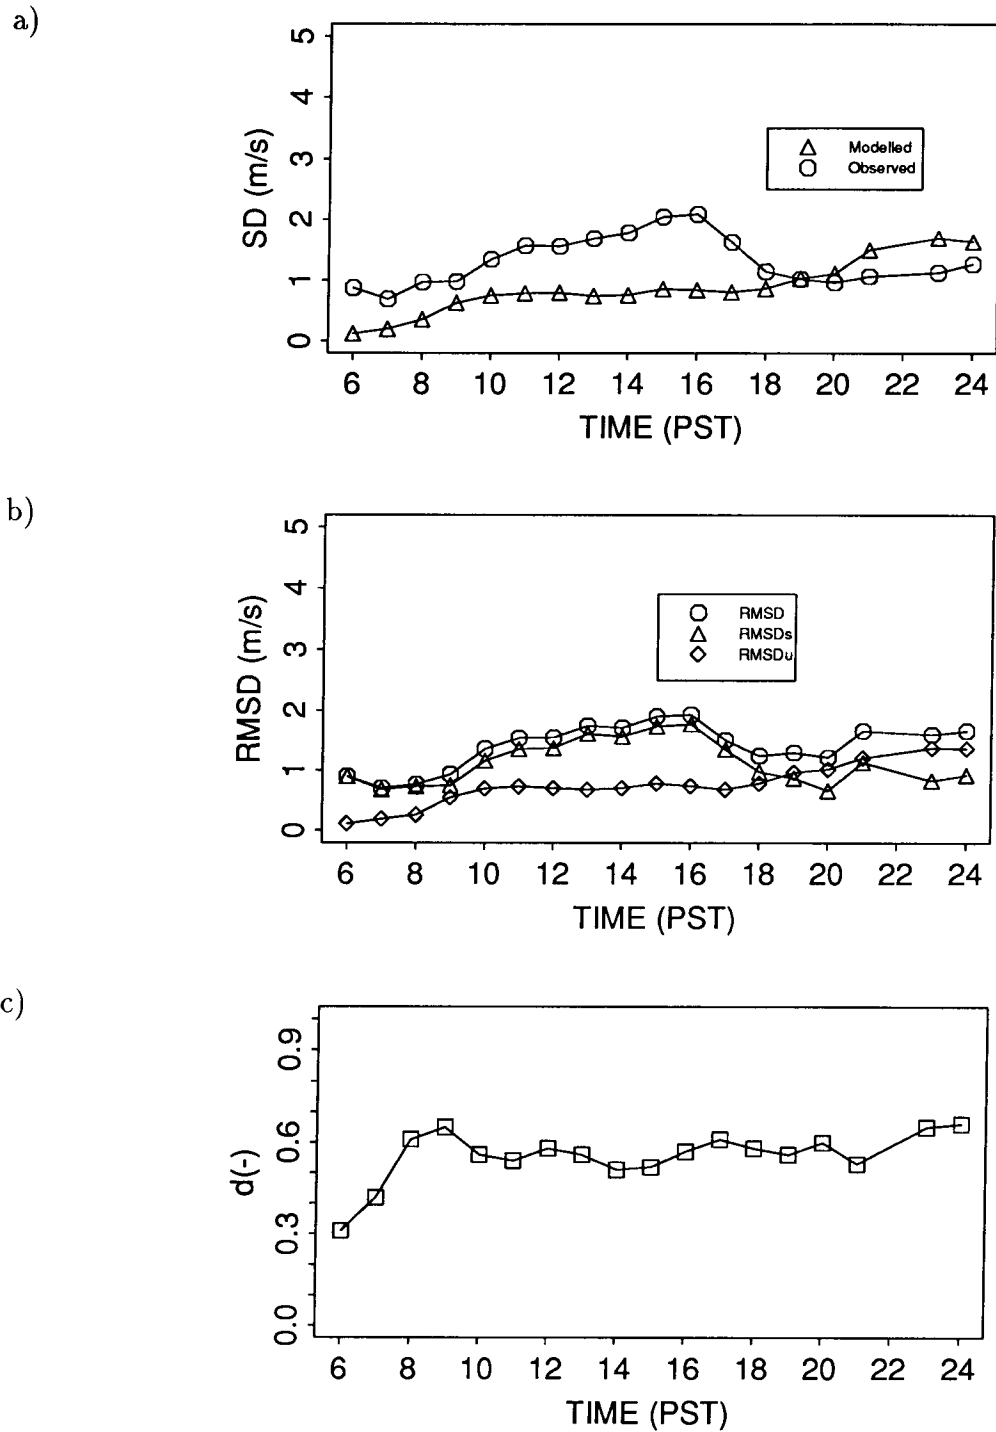 a)
SD (m/s)
5
4
3
2
1
0
Modelled
Observed
6 8 10 12 14 16 18 20 22 24
TIME (PST)
b)
RMSD (m/s)
5
4
3
2
1
0
RMSD
RMSDs
RMSDu
6 8 10 12 14 16 18 20 22 24
TIME (PST)
c)
d(-)
0.9
0.6
0.3
0.0
6 8 10 12 14 16 18 20 22 24
TIME (PST)